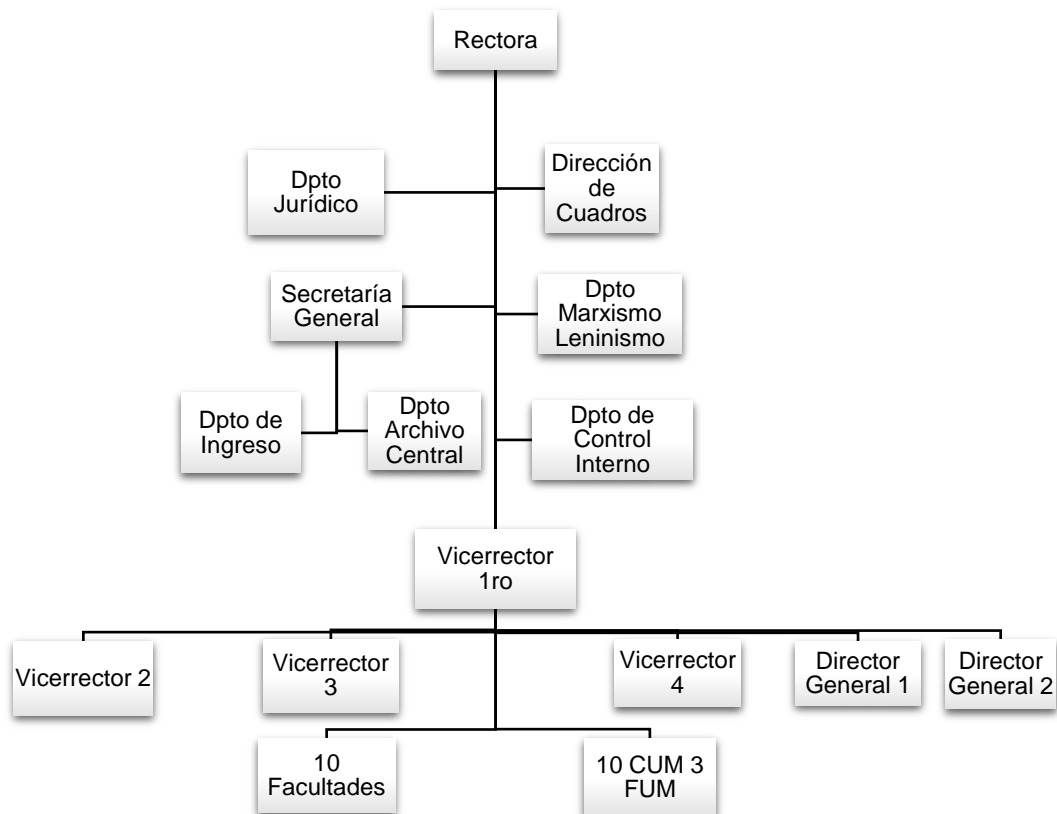 Rectora
Dpto
Jurídico
Dirección
de
Cuadros
Secretaría
General
Dpto
Marxismo
Leninismo
Dpto de
Ingreso
Dpto
Archivo
Central
Dpto de
Control
Interno
Vicerrector
1ro
Vicerrector 2
Vicerrector
3
Vicerrector
4
Director
General 1
Director
General 2
10
Facultades
10 CUM 3
FUM